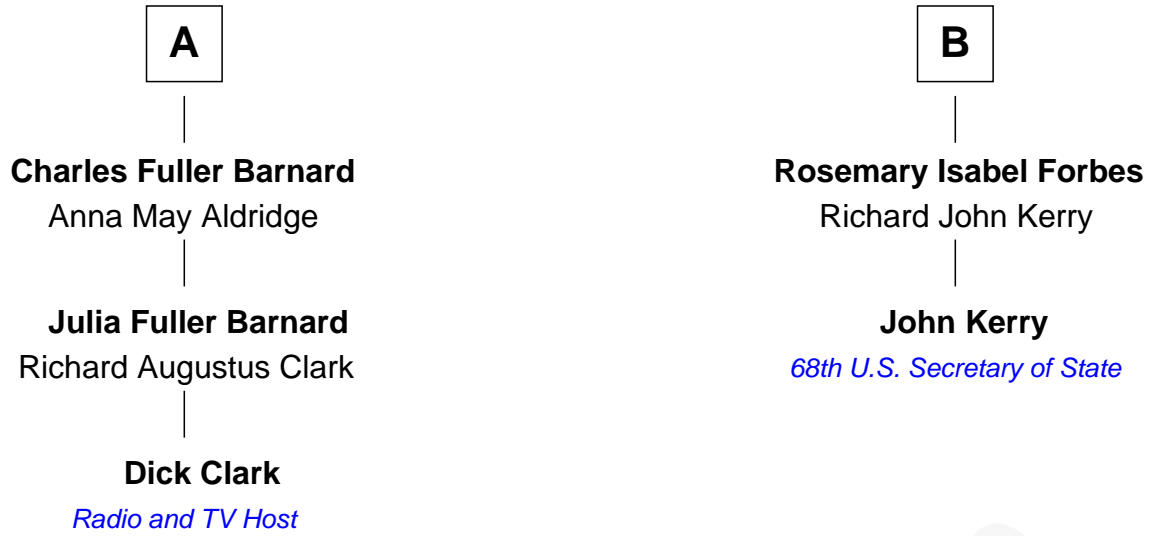 A
B
Charles Fuller Barnard
Anna May Aldridge
Rosemary Isabel Forbes
Richard John Kerry
Julia Fuller Barnard
Richard Augustus Clark
John Kerry
68th U.S. Secretary of State
Dick Clark
Radio and TV Host